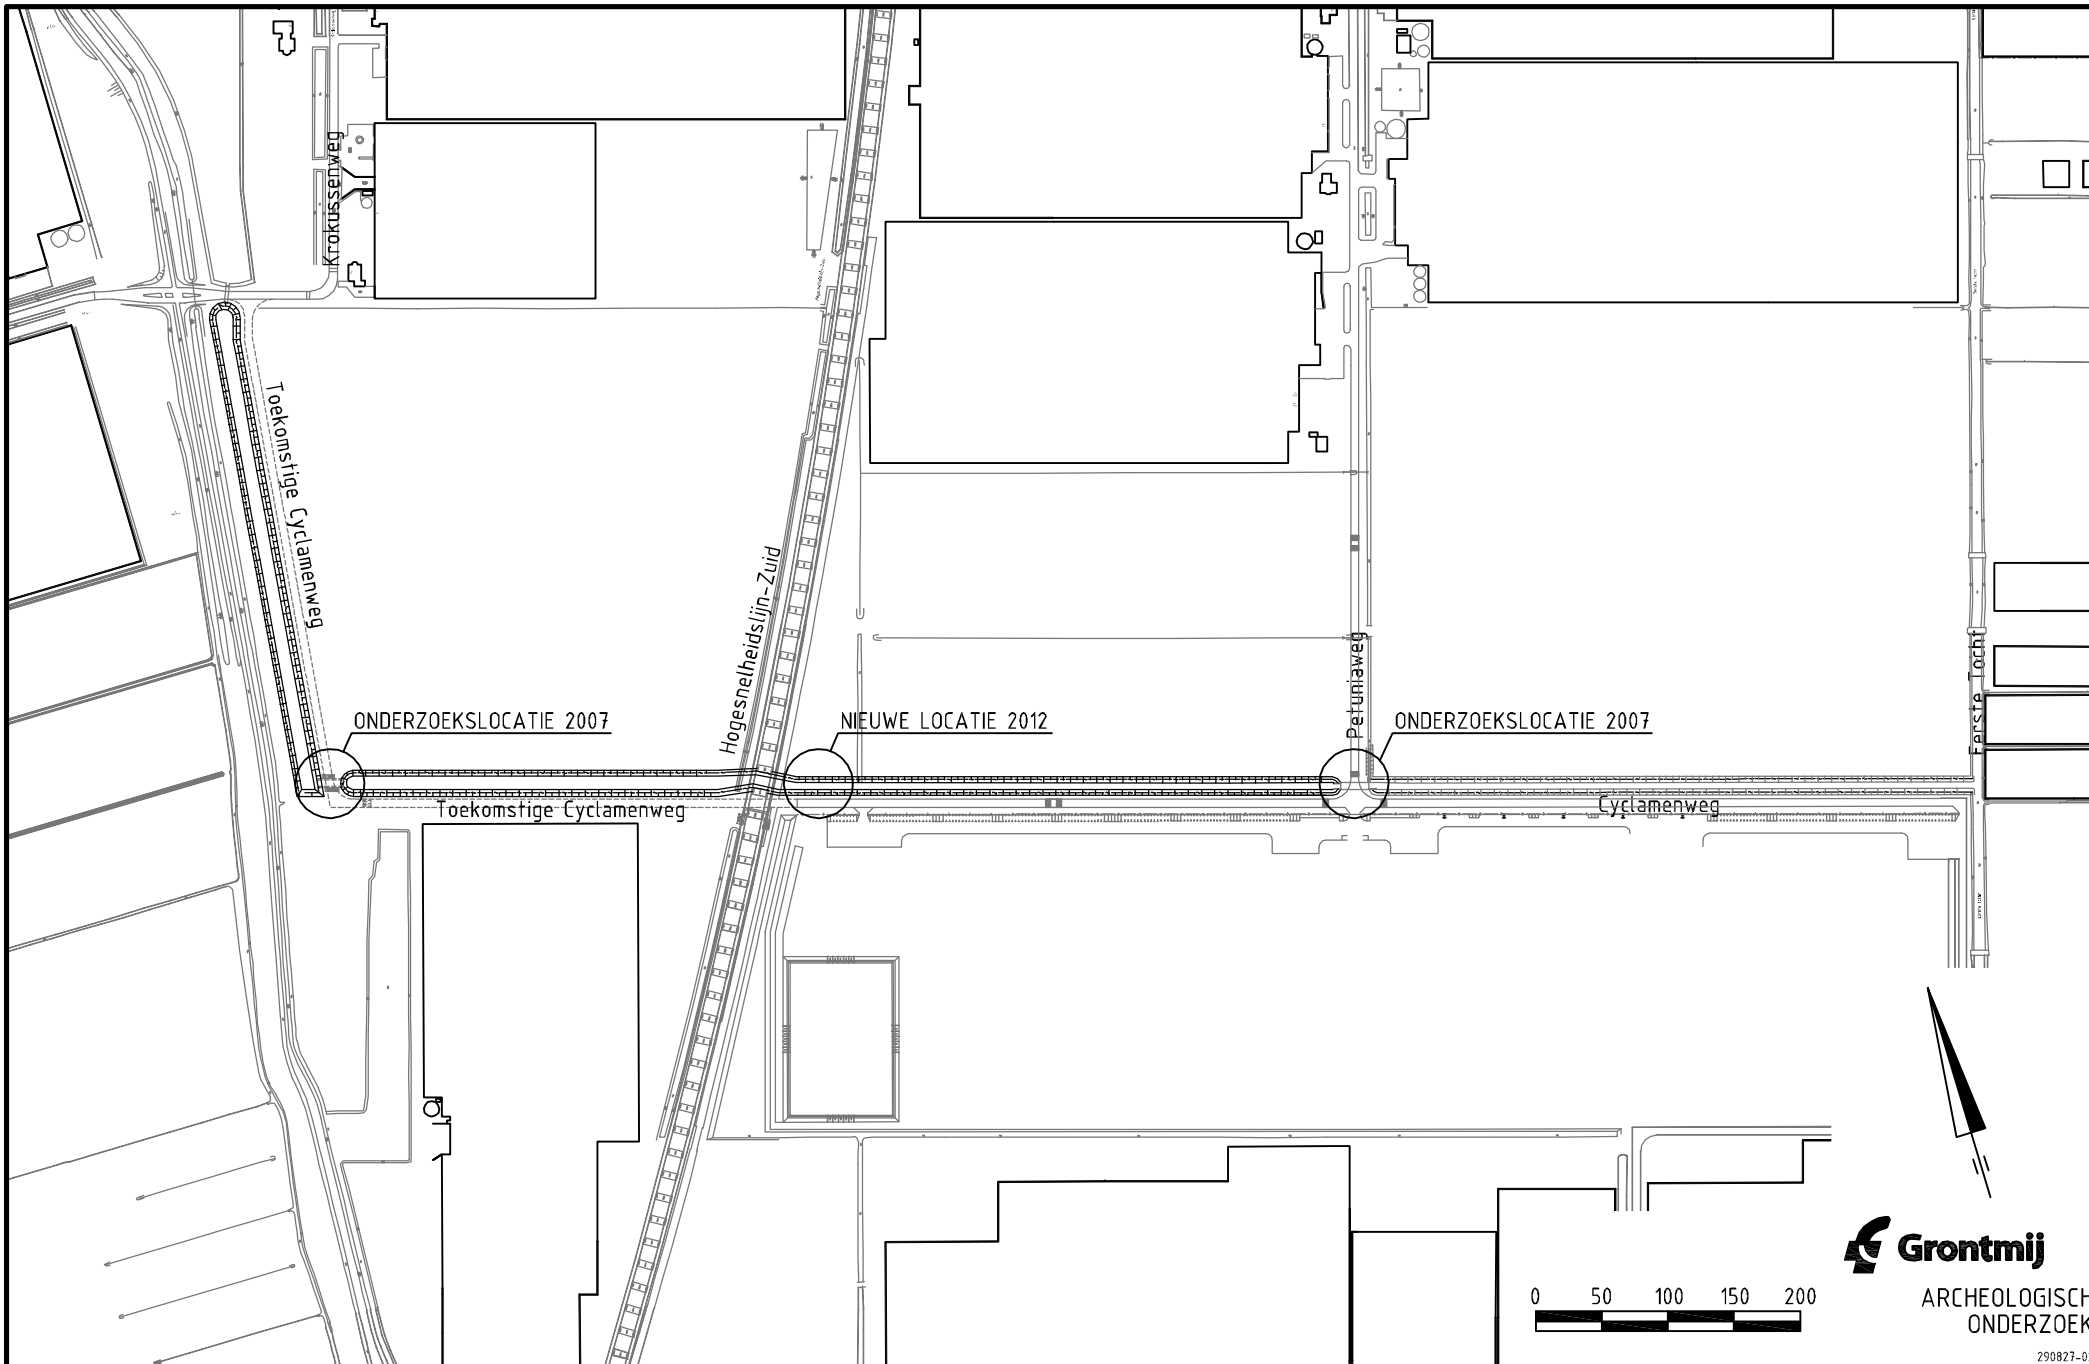 Krokussenweg
Toekomstige Cyclamenweg
Hogesnelheidslijn-Zuid
Petuniaweg
Eerste Tocht
ONDERZOEKSLOCATIE 2007
NIEUWE LOCATIE 2012
ONDERZOEKSLOCATIE 2007
Toekomstige Cyclamenweg
Cyclamenweg
Grontmij
0 50 100 150 200
ARCHEOLOGISCH
ONDERZOEK